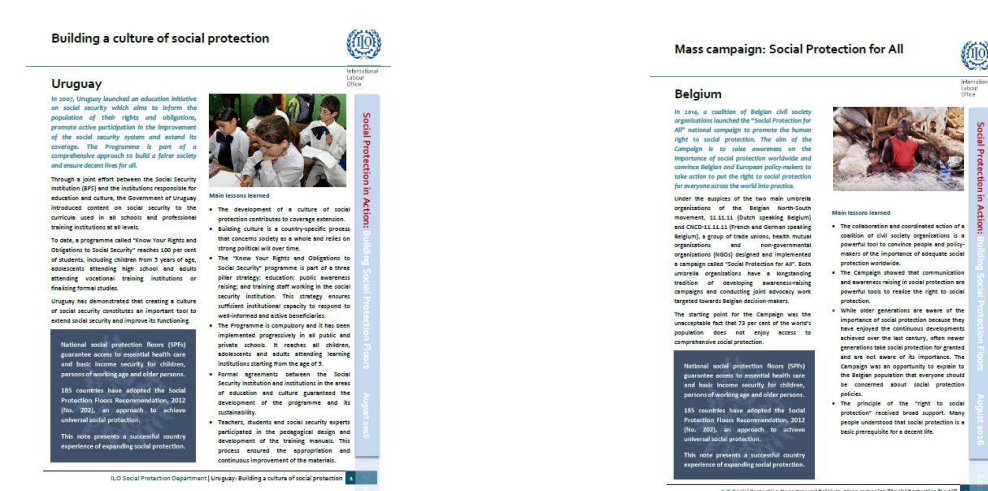 Building a culture of social protection
International
Labour
Office
Uruguay
In 2007, Uruguay launched an education initiative
on social security which aims to inform the
population of their rights and obligations,
promote active participation in the improvement
of the social security system and extend its
coverage. The Programme is part of a
comprehensive approach to build a fairer society
and ensure decent lives for all.
Through a joint effort between the Social Security
Institution (BPS) and the institutions responsible for
education and culture, the Government of Uruguay
introduced content on social security to the
curricula used in all schools and professional
training institutions at all levels.
To date, a programme called "Know Your Rights and
Obligations to Social Security" reaches 100 per cent
of students, including children from 5 years of age,
adolescents attending high school and adults
attending vocational training institutions or
finalising formal studies.
Uruguay has demonstrated that creating a culture
of social security constitutes an important tool to
extend social security and improve its functioning.
National social protection floors (SPFs)
guarantee access to essential health care
and basic income security for children,
persons of working age and older persons.
185 countries have adopted the Social
Protection Floors Recommendation, 2012
(No. 202), an approach to achieve
universal social protection.
This note presents a successful country
experience of expanding social protection.
Main lessons learned
• The development of a culture of social
protection contributes to coverage extension.
• Building culture is a country-specific process
that concerns society as a whole and relies on
strong political will over time.
• The "Know Your Rights and Obligations to
Social Security" programme is part of a three
pillar strategy: education; public awareness
raising; and training staff working in the social
security institution. This strategy ensures
sufficient institutional capacity to respond to
well-informed and active beneficiaries.
• The Programme is compulsory and it has been
implemented progressively in all public and
private schools. It reaches all children,
adolescents and adults attending learning
institutions starting from the age of 5.
• Formal agreements between the Social
Security Institution and institutions in the areas
of education and culture guaranteed the
development of the programme and its
sustainability.
• Teachers, students and social security experts
participated in the pedagogical design and
development of the training manuals. This
process ensured the appropriation and
continuous improvement of the materials.
Social Protection in Action: Building Social Protection Floors
August 2016
ILO Social Protection Department | Uruguay: Building a culture of social protection
Mass campaign: Social Protection for All
Internation
Labour
Office
Belgium
In 2014, a coalition of Belgian civil society
organisations launched the "Social Protection for
All" national campaign to promote the human
right to social protection. The aim of the
Campaign is to raise awareness on the
importance of social protection worldwide and
convince Belgian and European policy-makers to
take action to put the right to social protection
for everyone across the world into practice.
Under the auspices of the two main umbrella
organisations of the Belgian North-South
movement, 11.11.11 (Dutch speaking Belgium)
and CNCD-11.11.11 (French and German speaking
Belgium), a group of trade unions, health mutual
organizations and non-governmental
organizations (NGOs) designed and implemented
a campaign called "Social Protection for All". Both
umbrella organizations have a longstanding
tradition of developing awareness-raising
campaigns and conducting joint advocacy work
targeted towards Belgian decision-makers.
The starting point for the Campaign was the
unacceptable fact that 73 per cent of the world's
population does not enjoy access to
comprehensive social protection.
National social protection floors (SPFs)
guarantee access to essential health care
and basic income security for children,
persons of working age and older persons.
185 countries have adopted the Social
Protection Floors Recommendation, 2012
(No. 202), an approach to achieve
universal social protection.
This note presents a successful country
experience of expanding social protection.
Main lessons learned
• The collaboration and coordinated action of a
coalition of civil society organizations is a
powerful tool to convince people and policy-
makers of the importance of adequate social
protection worldwide.
• The Campaign showed that communication
and awareness raising in social protection are
powerful tools to realize the right to social
protection.
• While older generations are aware of the
importance of social protection because they
have enjoyed the continuous developments
achieved over the last century, often newer
generations take social protection for granted
and are not aware of its importance. The
Campaign was an opportunity to explain to
the Belgian population that everyone should
be concerned about social protection
policies.
• The principle of the "right to social
protection" received broad support. Many
people understood that social protection is a
basic prerequisite for a decent life.
Social Protection in Action: Building Social Protection Floors
August 2016